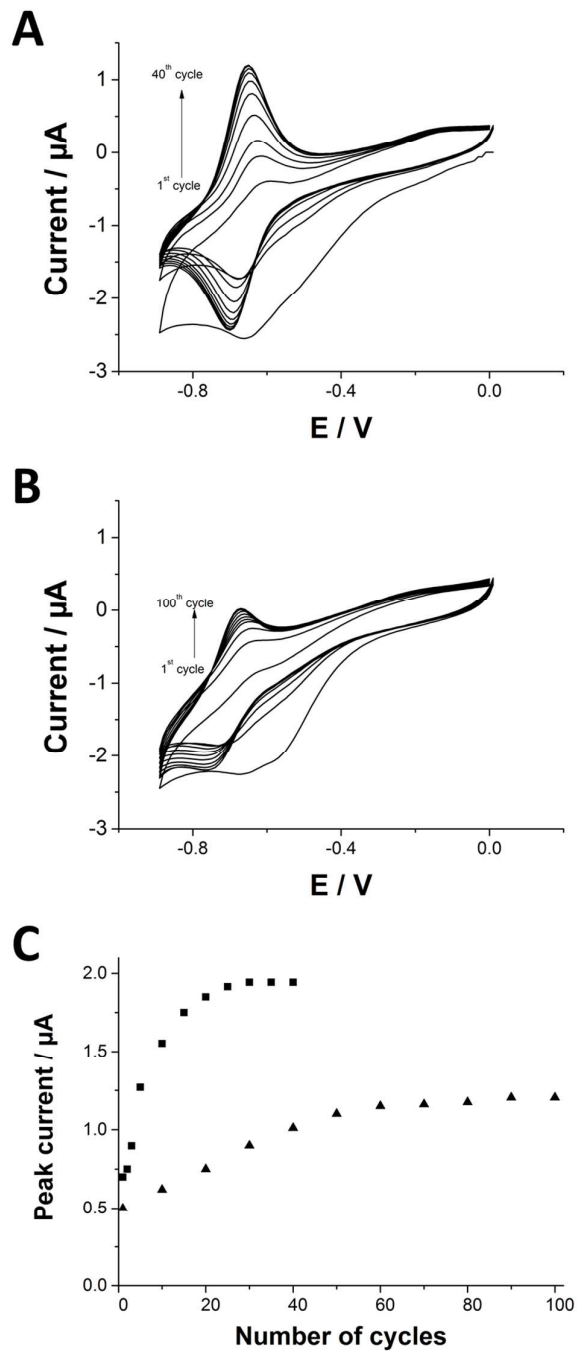 A
1
0
-1
-2
-3
Current / µA
40th cycle
1st cycle
-0.8
-0.4
0.0
E / V
B
1
0
-1
-2
-3
Current / µA
100th cycle
1st cycle
-0.8
-0.4
0.0
E / V
C
2.0
1.5
1.0
0.5
0.0
Peak current / µA
0
20
40
60
80
100
Number of cycles